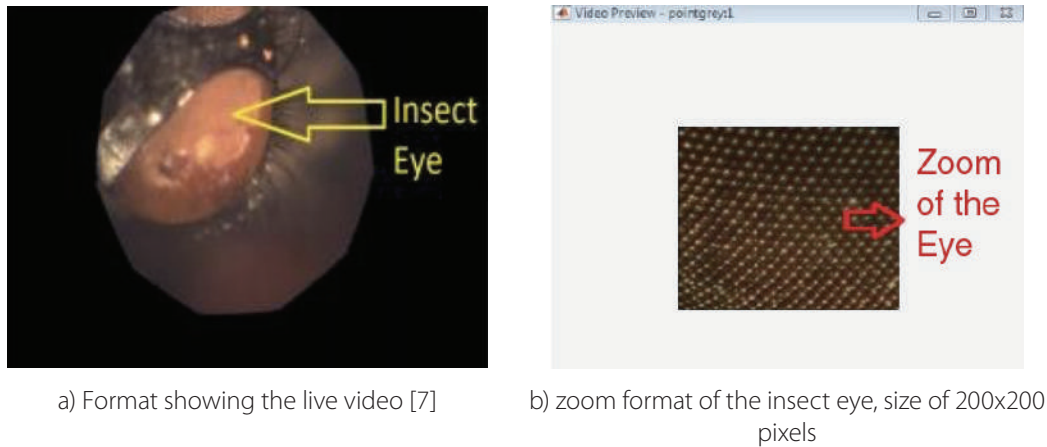 Insect
Eye
Video Preview - pointgrey:1
Zoom
of the
Eye
a) Format showing the live video [7]
b) zoom format of the insect eye, size of 200x200
pixels